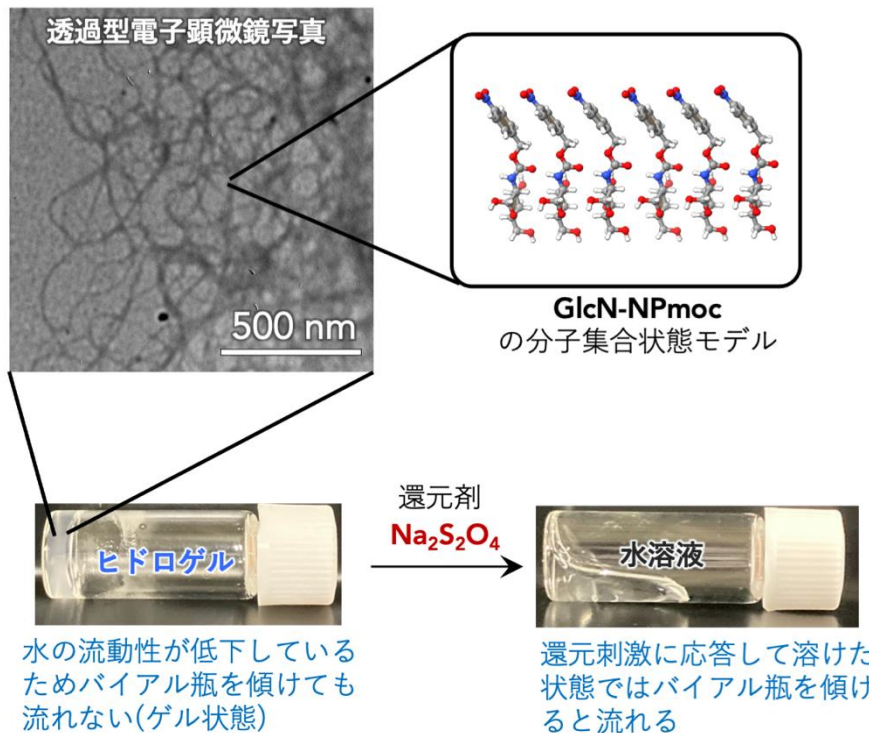 透過型電子顕微鏡写真
500 nm
GlcN-NPmoc
の分子集合状態モデル
還元剤
Na₂S₂O₄
ヒドロゲル
水溶液
水の流動性が低下している
ためバイアル瓶を傾けても
流れない(ゲル状態)
還元刺激に応答して溶けた
状態ではバイアル瓶を傾け
ると流れる